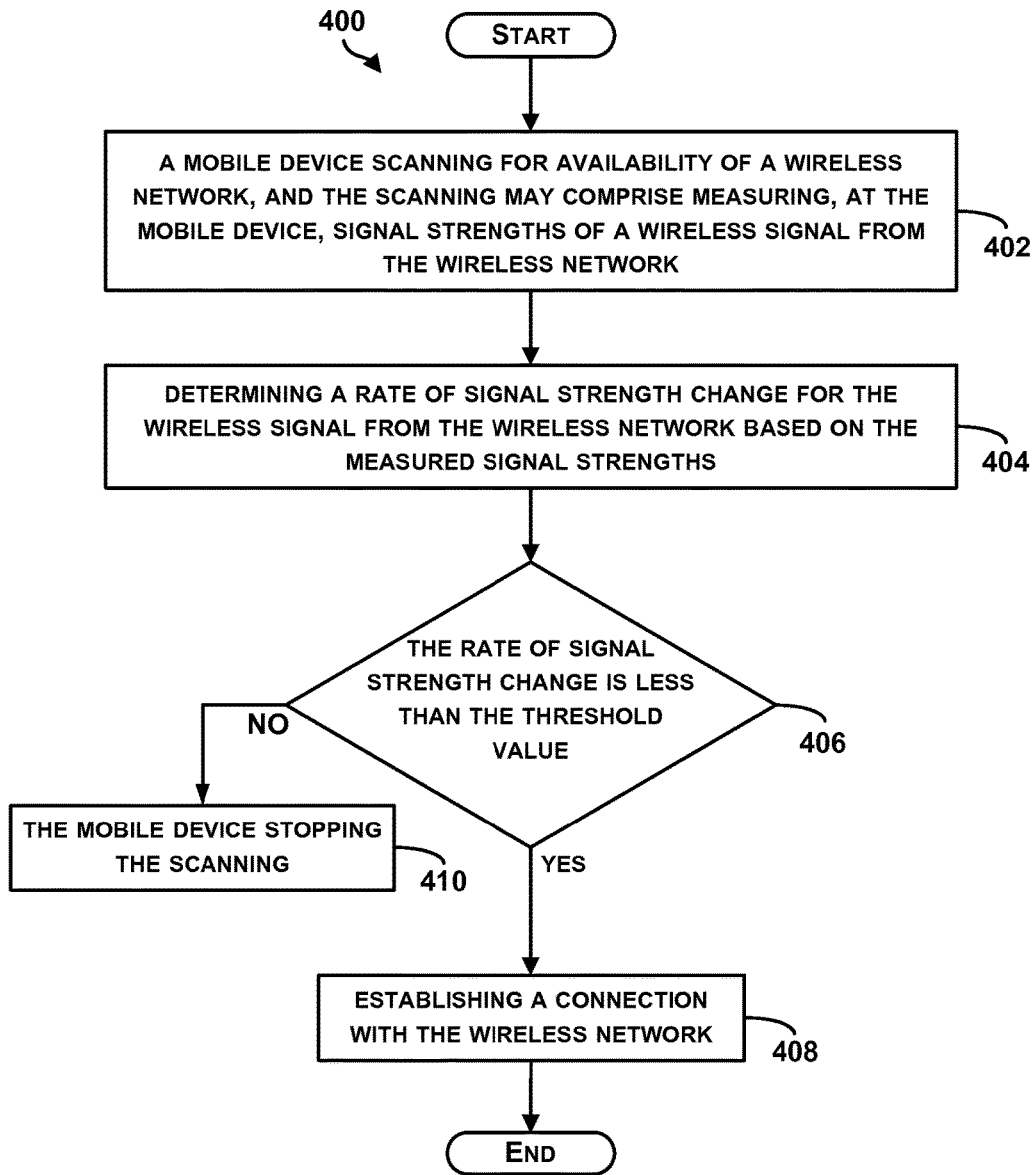 400
START
A MOBILE DEVICE SCANNING FOR AVAILABILITY OF A WIRELESS
NETWORK, AND THE SCANNING MAY COMPRISE MEASURING, AT THE
MOBILE DEVICE, SIGNAL STRENGTHS OF A WIRELESS SIGNAL FROM
THE WIRELESS NETWORK
402
DETERMINING A RATE OF SIGNAL STRENGTH CHANGE FOR THE
WIRELESS SIGNAL FROM THE WIRELESS NETWORK BASED ON THE
MEASURED SIGNAL STRENGTHS
404
THE RATE OF SIGNAL
STRENGTH CHANGE IS LESS
THAN THE THRESHOLD
VALUE
406
NO
THE MOBILE DEVICE STOPPING
THE SCANNING
410
YES
ESTABLISHING A CONNECTION
WITH THE WIRELESS NETWORK
408
END